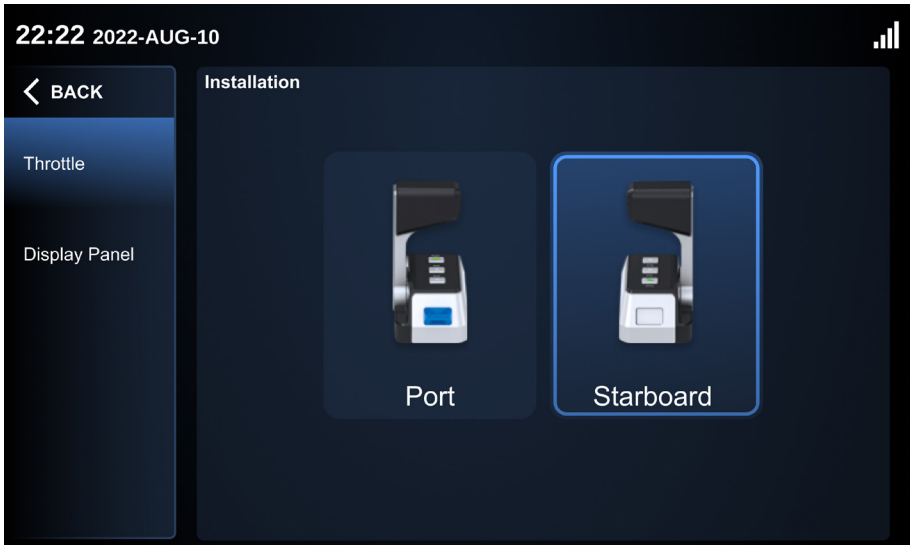 22:22 2022-AUG-10
BACK
Throttle
Display Panel
Installation
Port
Starboard